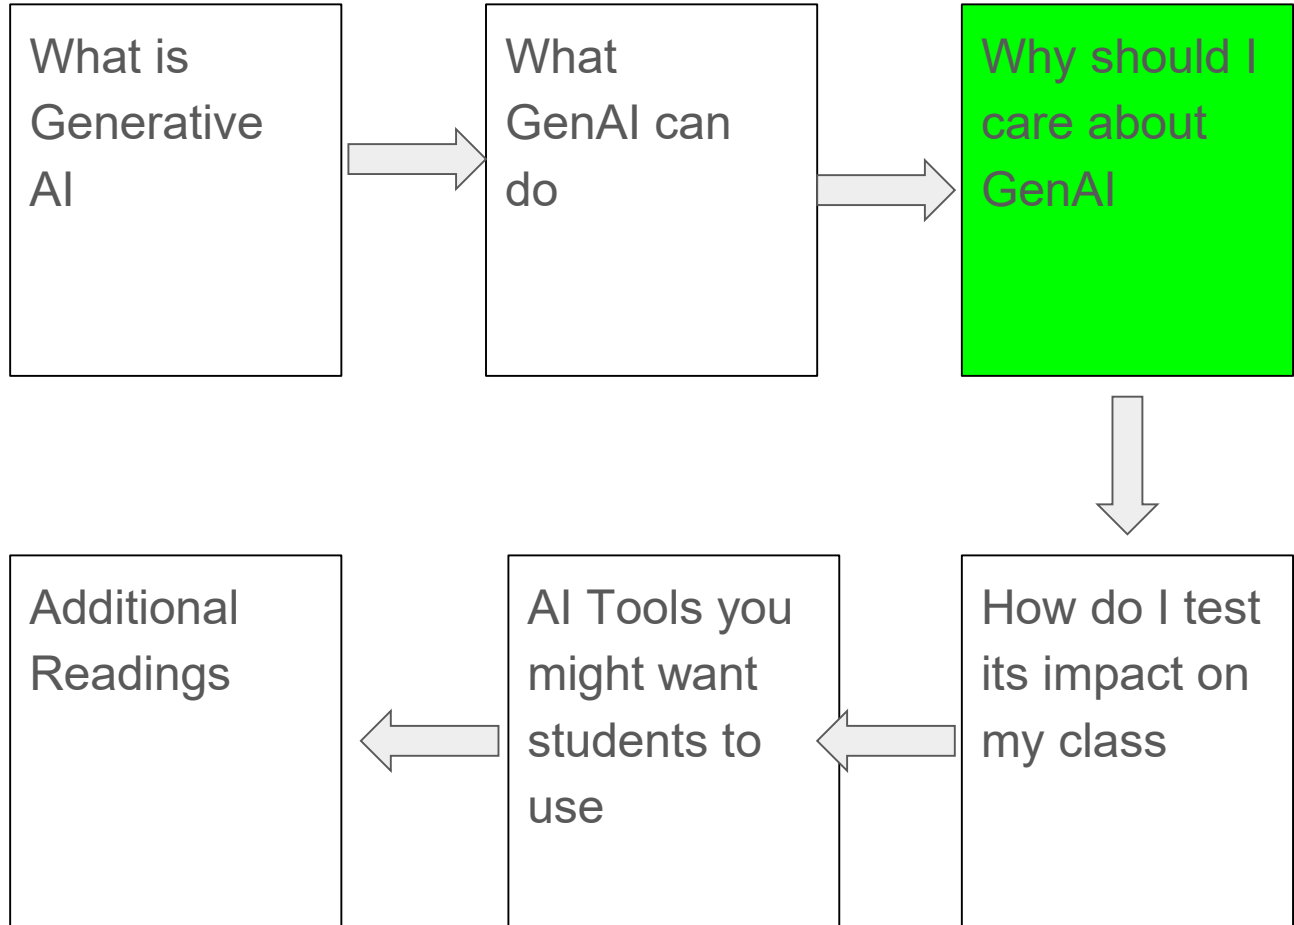 What is
Generative
AI
What
GenAI can
do
Why should I
care about
GenAI
How do I test
its impact on
my class
AI Tools you
might want
students to
use
Additional
Readings